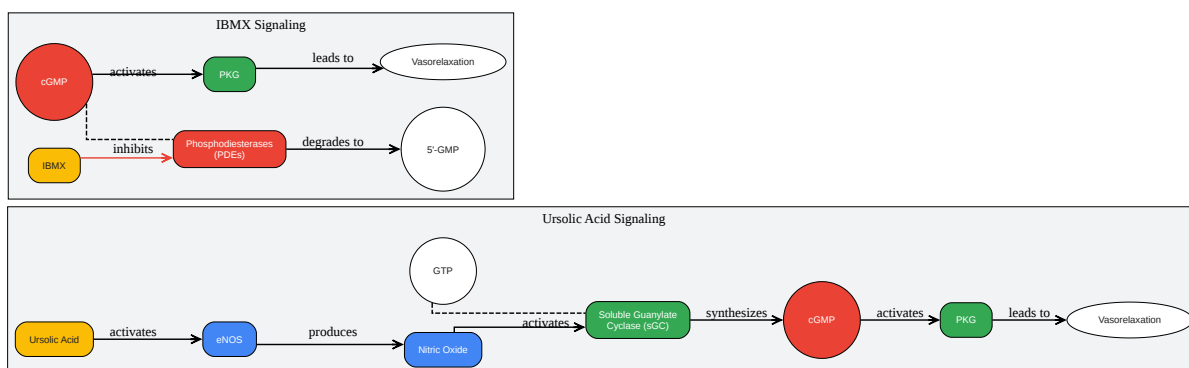 IBMX Signaling
cGMP
activates
PKG
leads to
Vasorelaxation
IBMX
inhibits
Phosphodiesterases
(PDEs)
degrades to
5'-GMP
Ursolic Acid Signaling
GTP
Ursolic Acid
activates
eNOS
produces
Nitric Oxide
activates
Soluble Guanylate
Cyclase (sGC)
synthesizes
cGMP
activates
PKG
leads to
Vasorelaxation